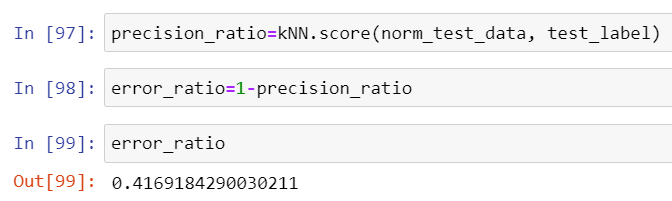 In [97]: precision_ratio=kNN.score(norm_test_data, test_label)
In [98]: error_ratio=1-precision_ratio
In [99]: error_ratio
Out[99]: 0.4169184290030211